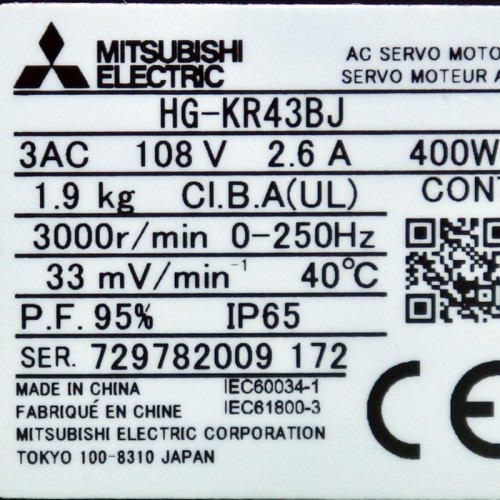 MITSUBISHI
ELECTRIC
AC SERVO MOTO
SERVO MOTEUR A
HG-KR43BJ
3AC 108 V 2.6 A 400W
1.9 kg CI.B.A(UL) CONT
3000r/min 0-250Hz
33 mV/min⁻¹ 40℃
P.F. 95% IP65
SER. 729782009 172
MADE IN CHINA IEC60034-1
FABRIQUÉ EN CHINE IEC61800-3
MITSUBISHI ELECTRIC CORPORATION
TOKYO 100-8310 JAPAN
CE